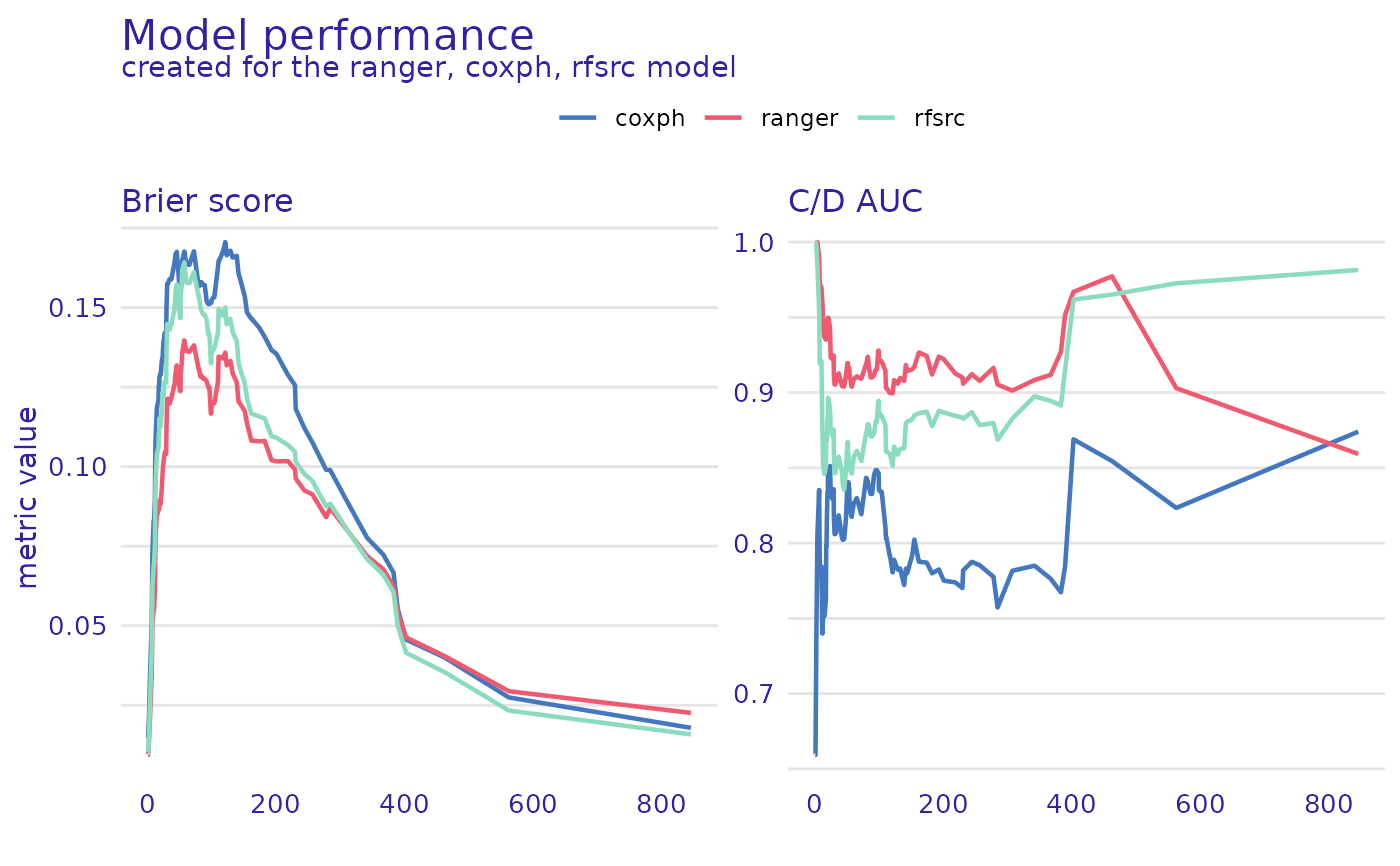 Model performance
created for the ranger, coxph, rfsrc model
coxph ranger rfsrc
Brier score
C/D AUC
metric value
0.15
0.10
0.05
0 200 400 600 800
1.0
0.9
0.8
0.7
0 200 400 600 800